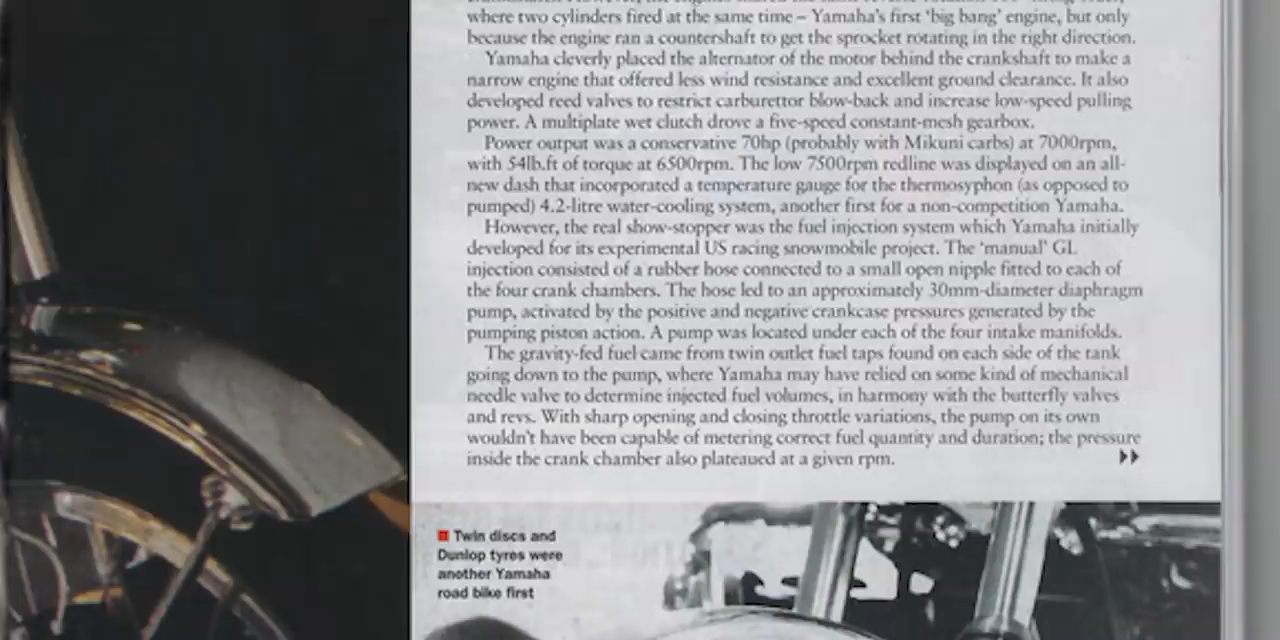 where two cylinders fired at the same time – Yamaha's first 'big bang' engine, but only
because the engine ran a countershaft to get the sprocket rotating in the right direction.
Yamaha cleverly placed the alternator of the motor behind the crankshaft to make a
narrow engine that offered less wind resistance and excellent ground clearance. It also
developed reed valves to restrict carburettor blow-back and increase low-speed pulling
power. A multiplate wet clutch drove a five-speed constant-mesh gearbox.
Power output was a conservative 70hp (probably with Mikuni carbs) at 7000rpm,
with 54lb.ft of torque at 6500rpm. The low 7500rpm redline was displayed on an all-
new dash that incorporated a temperature gauge for the thermosyphon (as opposed to
pumped) 4.2-litre water-cooling system, another first for a non-competition Yamaha.
However, the real show-stopper was the fuel injection system which Yamaha initially
developed for its experimental US racing snowmobile project. The 'manual' GL
injection consisted of a rubber hose connected to a small open nipple fitted to each of
the four crank chambers. The hose led to an approximately 30mm-diameter diaphragm
pump, activated by the positive and negative crankcase pressures generated by the
pumping piston action. A pump was located under each of the four intake manifolds.
The gravity-fed fuel came from twin outlet fuel taps found on each side of the tank
going down to the pump, where Yamaha may have relied on some kind of mechanical
needle valve to determine injected fuel volumes, in harmony with the butterfly valves
and revs. With sharp opening and closing throttle variations, the pump on its own
wouldn't have been capable of metering correct fuel quantity and duration; the pressure
inside the crank chamber also plateaued at a given rpm.
Twin discs and
Dunlop tyres were
another Yamaha
road bike first